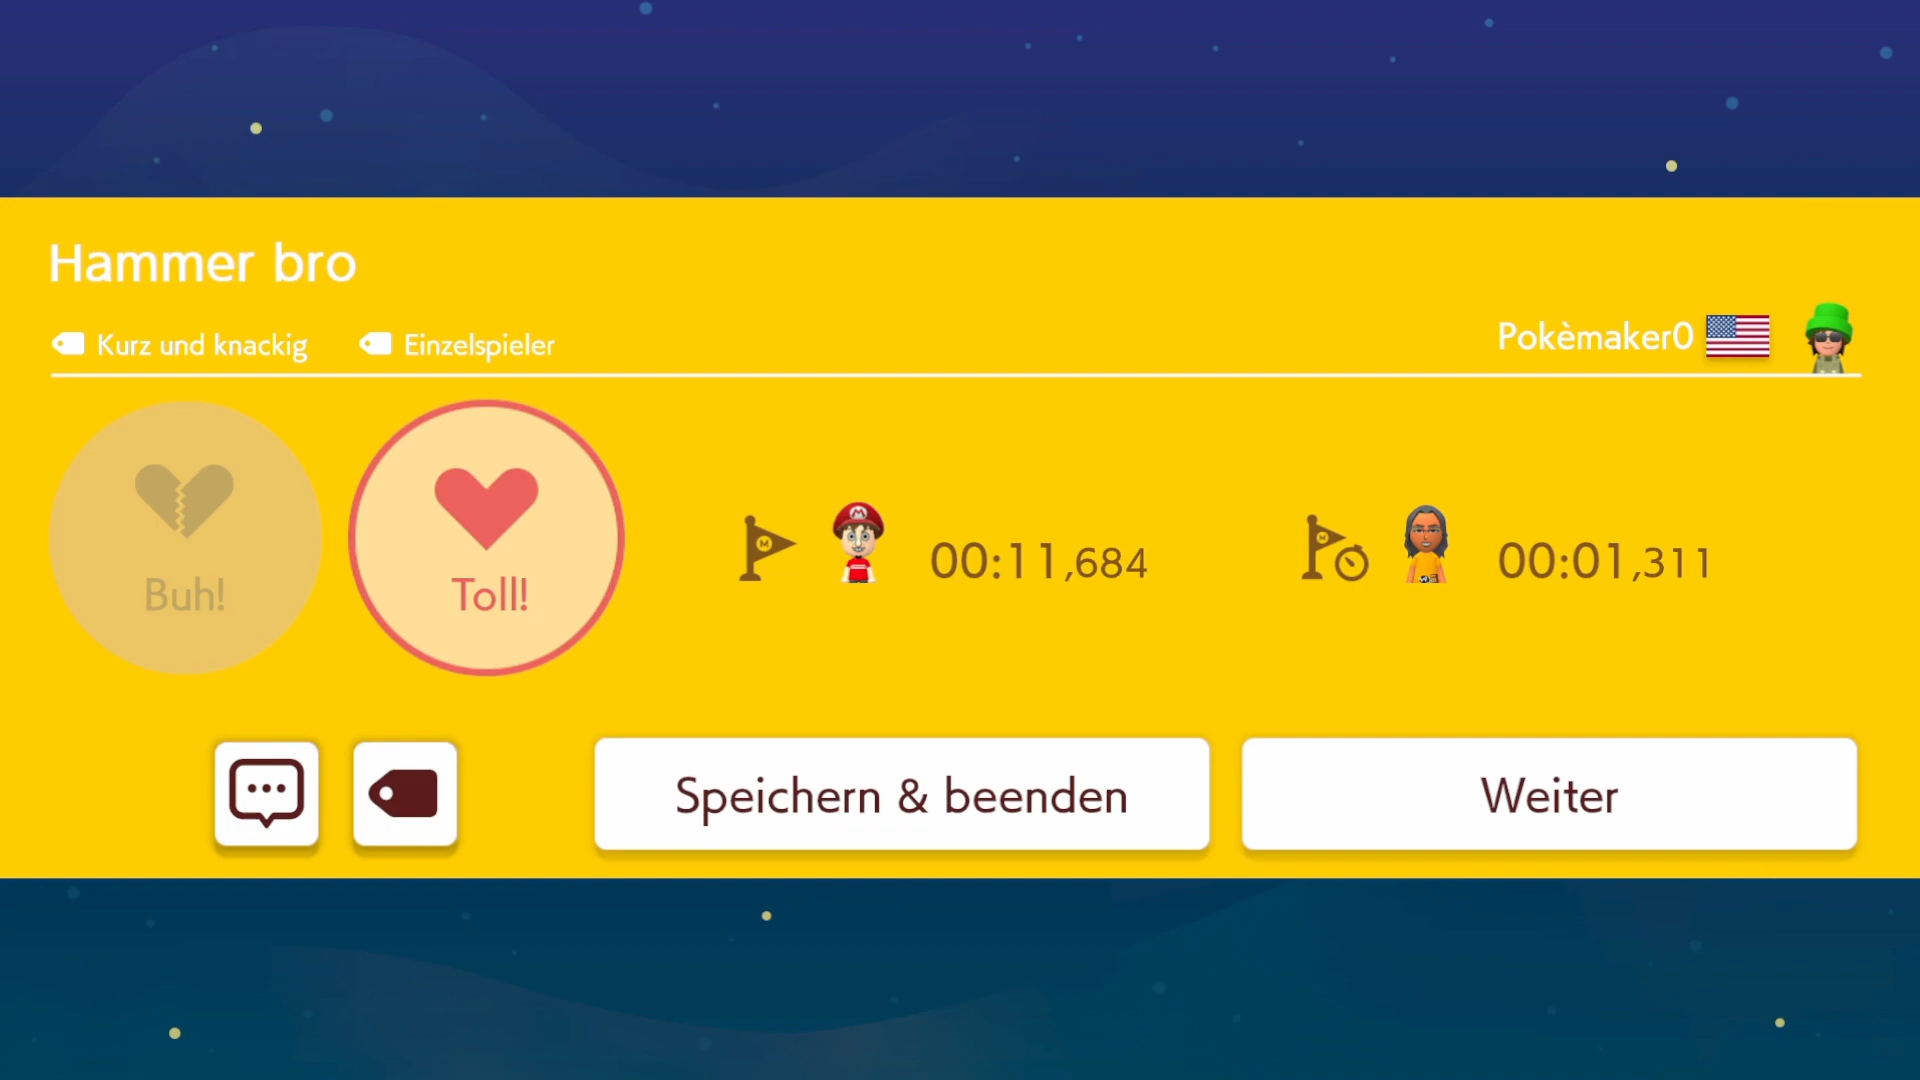 Hammer bro
Kurz und knackig Einzelspieler
Pokèmaker0
Buh!
Toll!
00:11,684
00:01,311
Speichern & beenden
Weiter